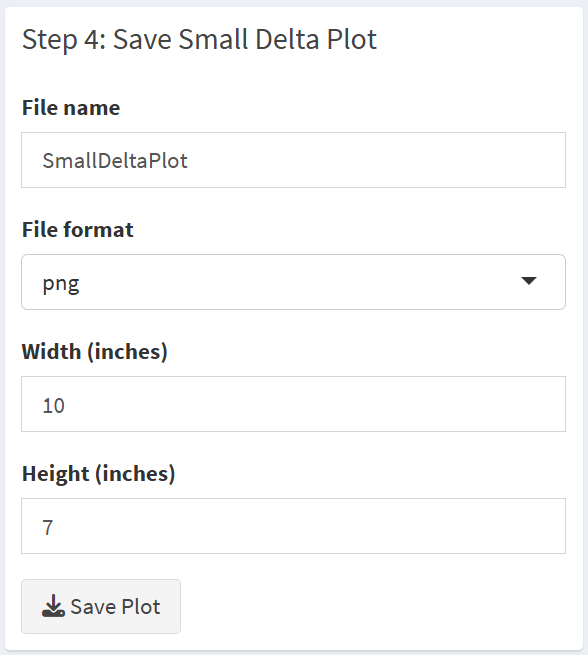 Step 4: Save Small Delta Plot
File name
SmallDeltaPlot
File format
png
Width (inches)
10
Height (inches)
7
Save Plot